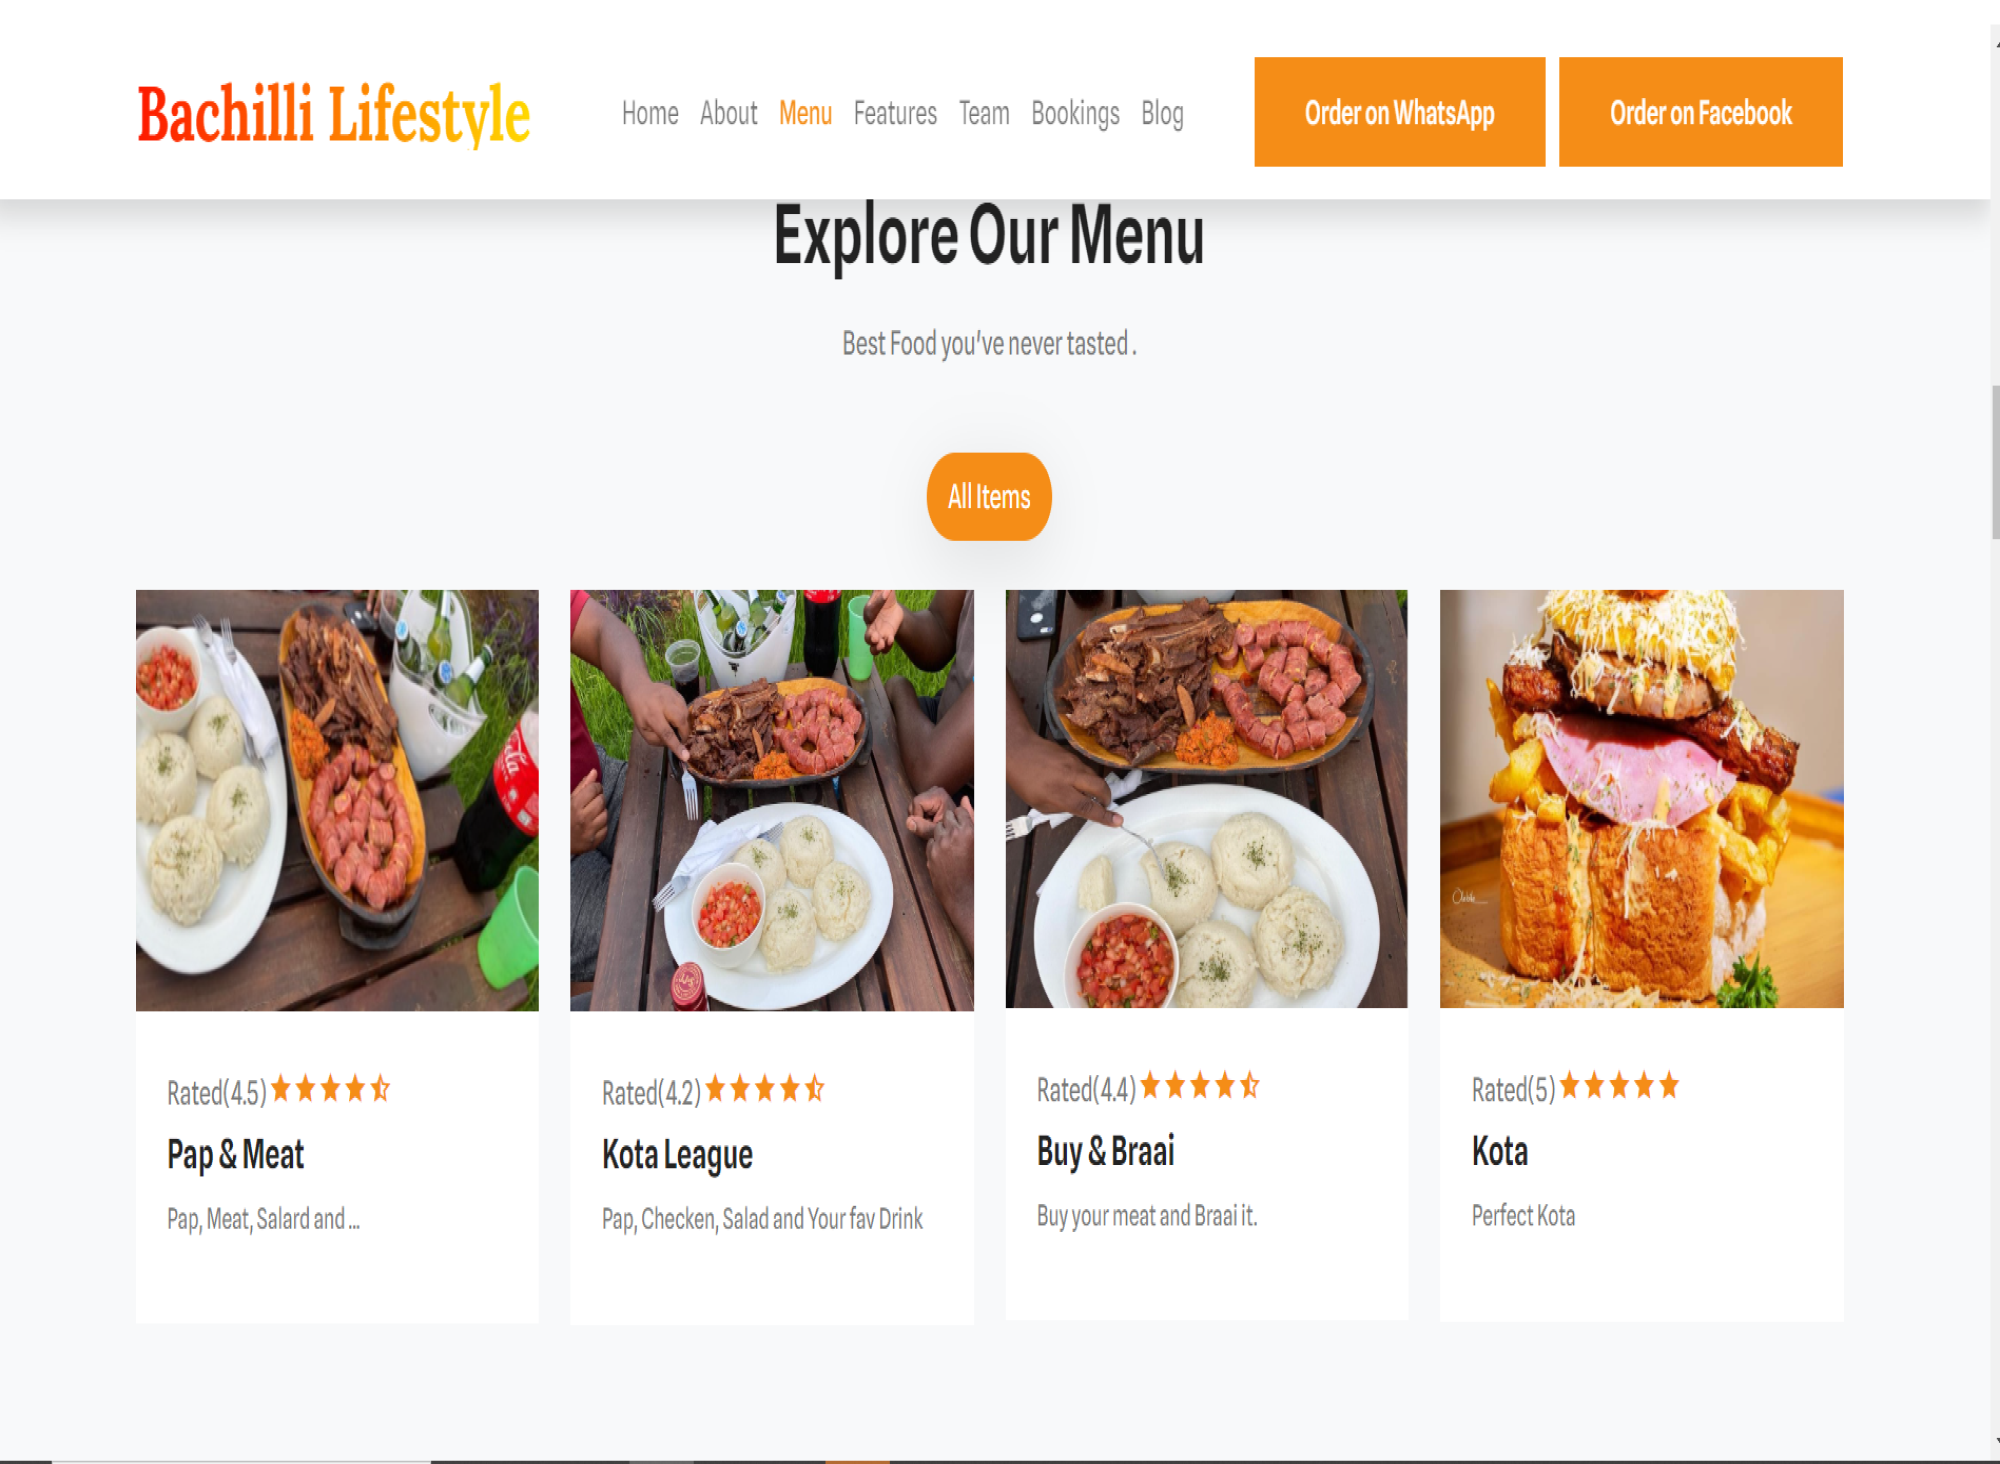 Bachilli Lifestyle
Home About Menu Features Team Bookings Blog
Order on WhatsApp
Order on Facebook
Explore Our Menu
Best Food you've never tasted .
All Items
Rated(4.5)
Pap & Meat
Pap, Meat, Salard and ...
Rated(4.2)
Kota League
Pap, Checken, Salad and Your fav Drink
Rated(4.4)
Buy & Braai
Buy your meat and Braai it.
Rated(5)
Kota
Perfect Kota